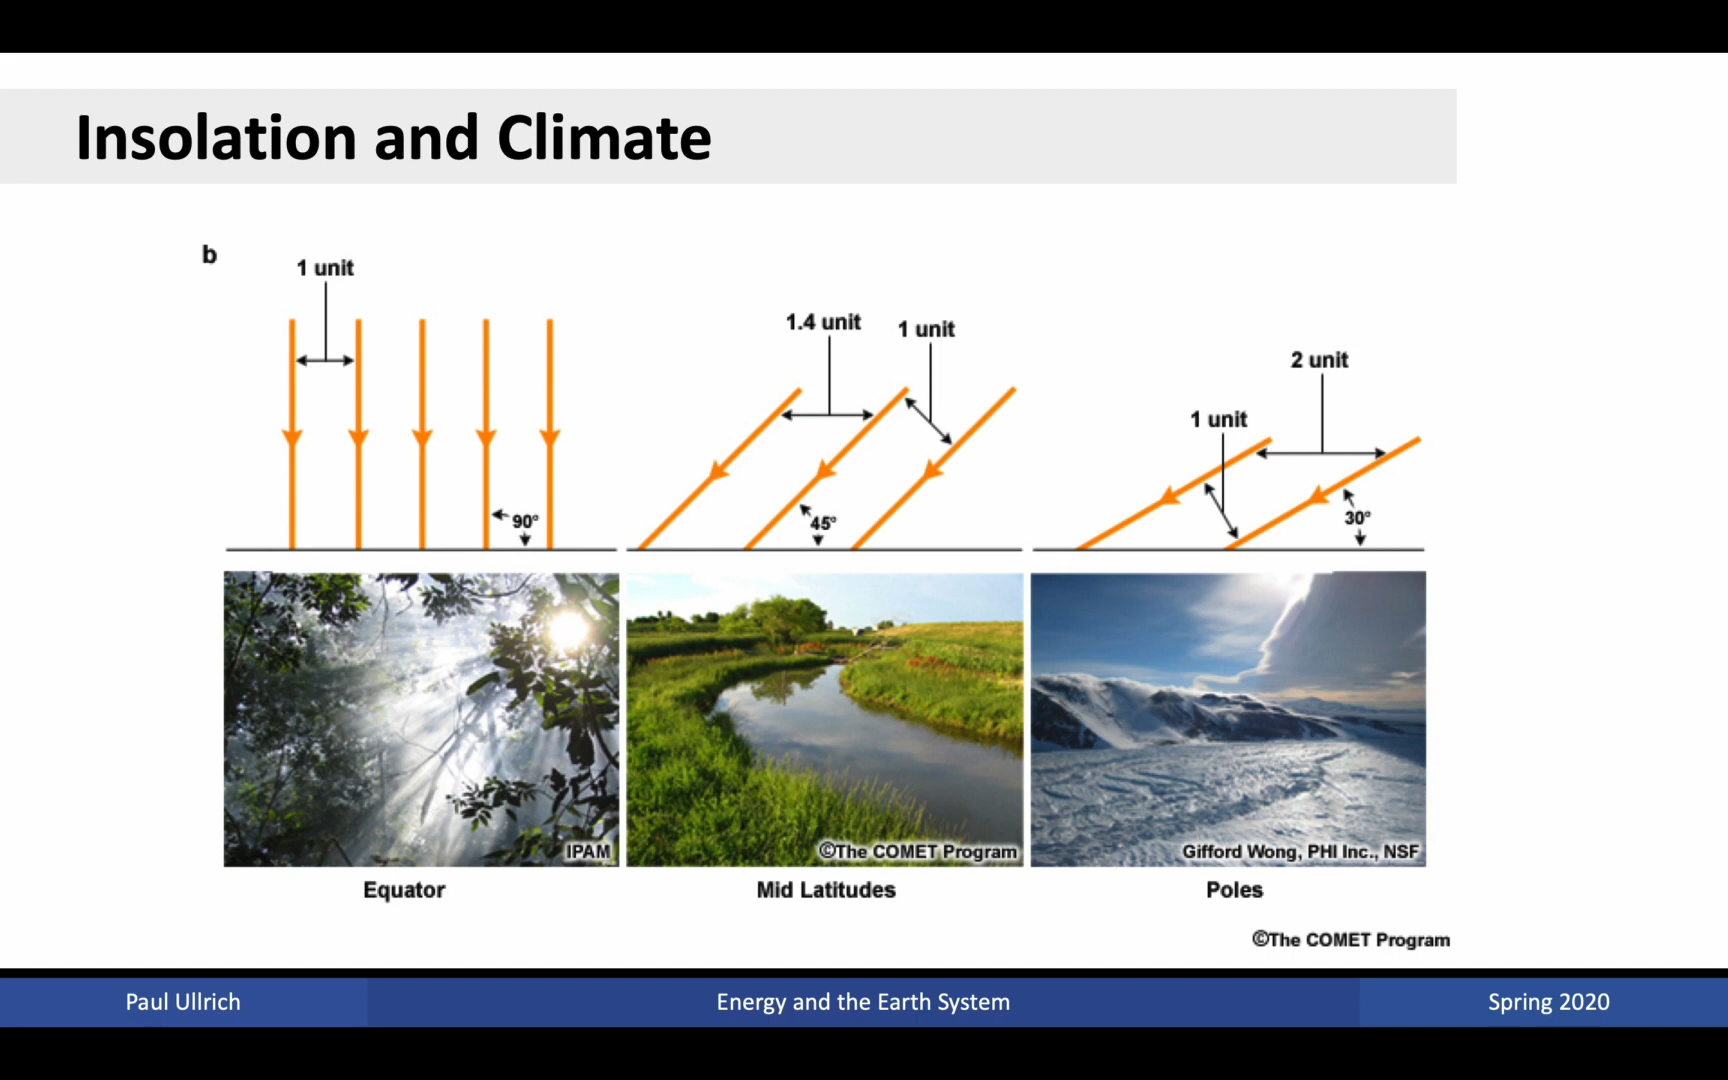 Insolation and Climate
b
1 unit
90°
1.4 unit
1 unit
45°
1 unit
2 unit
30°
IPAM
©The COMET Program
Gifford Wong, PHI Inc., NSF
Equator
Mid Latitudes
Poles
©The COMET Program
Paul Ullrich
Energy and the Earth System
Spring 2020